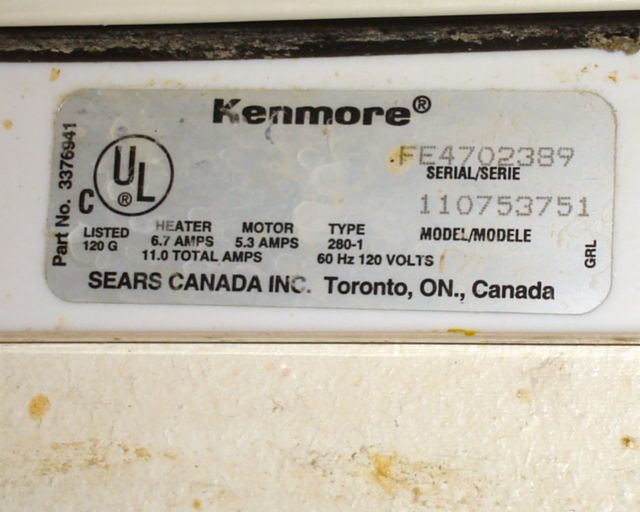 Kenmore®
Part No. 3376941
FE4702389
SERIAL/SERIE
110753751
MODEL/MODELE
C UL ®
LISTED
120 G
HEATER MOTOR TYPE
6.7 AMPS 5.3 AMPS 280-1
11.0 TOTAL AMPS 60 Hz 120 VOLTS
GRL
SEARS CANADA INC. Toronto, ON., Canada